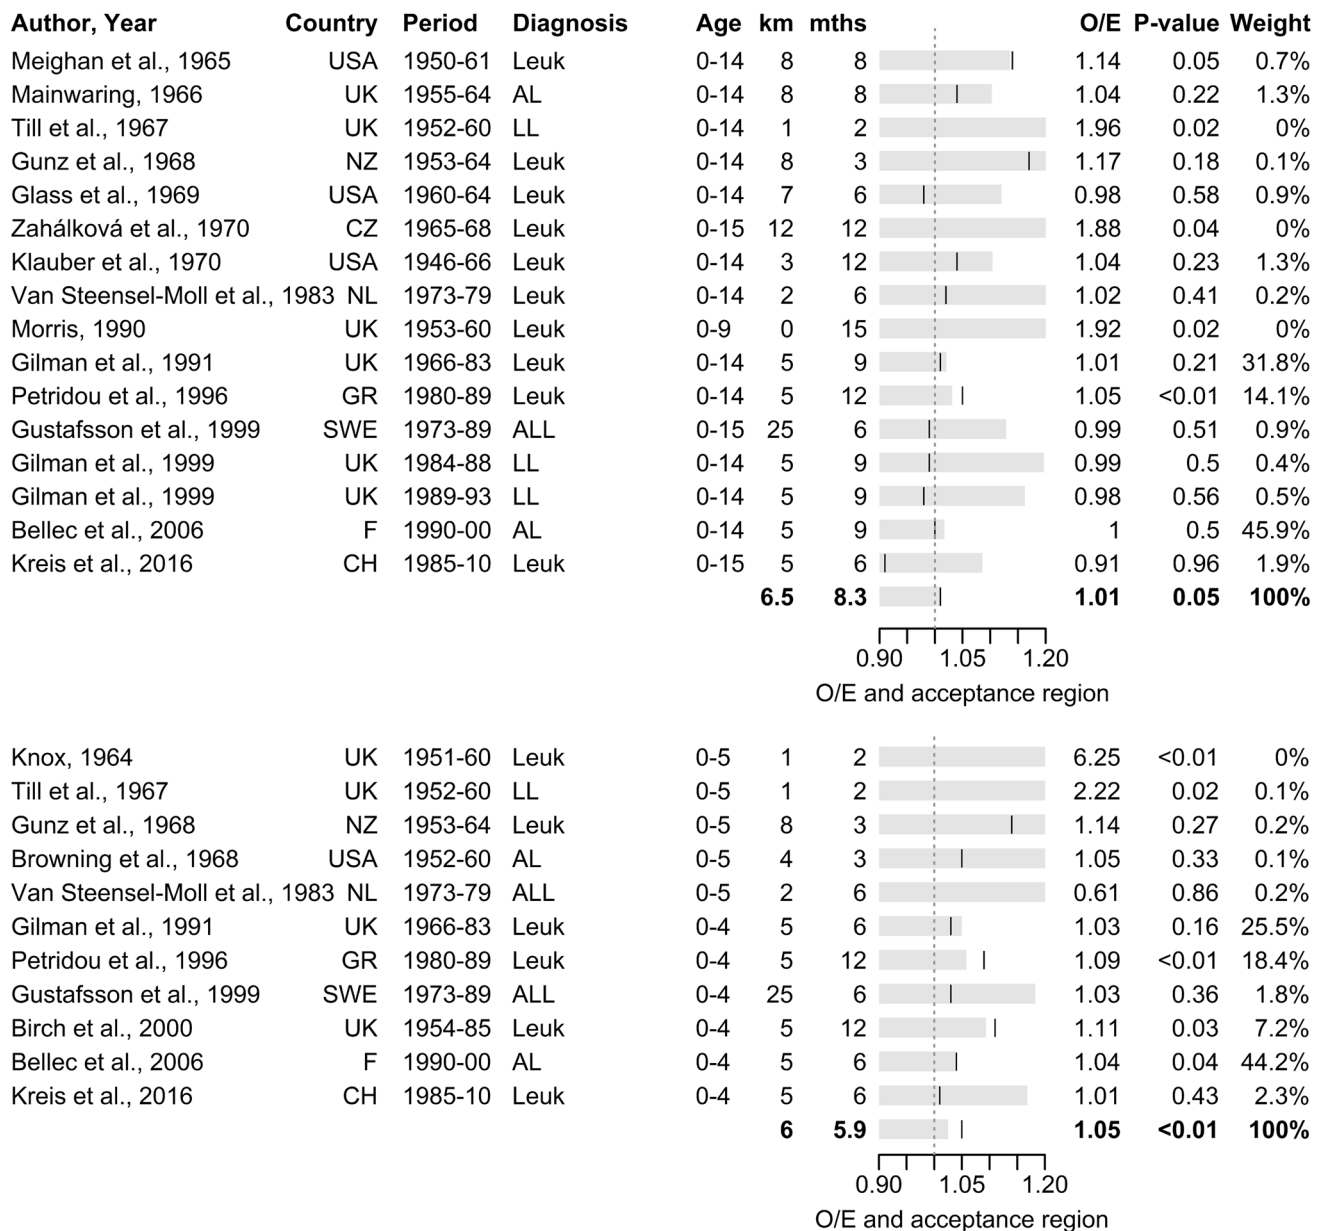 Author, Year Country Period Diagnosis Age km mths O/E P-value Weight
Meighan et al., 1965 USA 1950-61 Leuk 0-14 8 8 1.14 0.05 0.7%
Mainwaring, 1966 UK 1955-64 AL 0-14 8 8 1.04 0.22 1.3%
Till et al., 1967 UK 1952-60 LL 0-14 1 2 1.96 0.02 0%
Gunz et al., 1968 NZ 1953-64 Leuk 0-14 8 3 1.17 0.18 0.1%
Glass et al., 1969 USA 1960-64 Leuk 0-14 7 6 0.98 0.58 0.9%
Zahálková et al., 1970 CZ 1965-68 Leuk 0-15 12 12 1.88 0.04 0%
Klauber et al., 1970 USA 1946-66 Leuk 0-14 3 12 1.04 0.23 1.3%
Van Steensel-Moll et al., 1983 NL 1973-79 Leuk 0-14 2 6 1.02 0.41 0.2%
Morris, 1990 UK 1953-60 Leuk 0-9 0 15 1.92 0.02 0%
Gilman et al., 1991 UK 1966-83 Leuk 0-14 5 9 1.01 0.21 31.8%
Petridou et al., 1996 GR 1980-89 Leuk 0-14 5 12 1.05 <0.01 14.1%
Gustafsson et al., 1999 SWE 1973-89 ALL 0-15 25 6 0.99 0.51 0.9%
Gilman et al., 1999 UK 1984-88 LL 0-14 5 9 0.99 0.5 0.4%
Gilman et al., 1999 UK 1989-93 LL 0-14 5 9 0.98 0.56 0.5%
Bellec et al., 2006 F 1990-00 AL 0-14 5 9 1 0.5 45.9%
Kreis et al., 2016 CH 1985-10 Leuk 0-15 5 6 0.91 0.96 1.9%
6.5 8.3 1.01 0.05 100%
0.90 1.05 1.20
O/E and acceptance region
Knox, 1964 UK 1951-60 Leuk 0-5 1 2 6.25 <0.01 0%
Till et al., 1967 UK 1952-60 LL 0-5 1 2 2.22 0.02 0.1%
Gunz et al., 1968 NZ 1953-64 Leuk 0-5 8 3 1.14 0.27 0.2%
Browning et al., 1968 USA 1952-60 AL 0-5 4 3 1.05 0.33 0.1%
Van Steensel-Moll et al., 1983 NL 1973-79 ALL 0-5 2 6 0.61 0.86 0.2%
Gilman et al., 1991 UK 1966-83 Leuk 0-4 5 6 1.03 0.16 25.5%
Petridou et al., 1996 GR 1980-89 Leuk 0-4 5 12 1.09 <0.01 18.4%
Gustafsson et al., 1999 SWE 1973-89 ALL 0-4 25 6 1.03 0.36 1.8%
Birch et al., 2000 UK 1954-85 Leuk 0-4 5 12 1.11 0.03 7.2%
Bellec et al., 2006 F 1990-00 AL 0-4 5 6 1.04 0.04 44.2%
Kreis et al., 2016 CH 1985-10 Leuk 0-4 5 6 1.01 0.43 2.3%
6 5.9 1.05 <0.01 100%
0.90 1.05 1.20
O/E and acceptance region